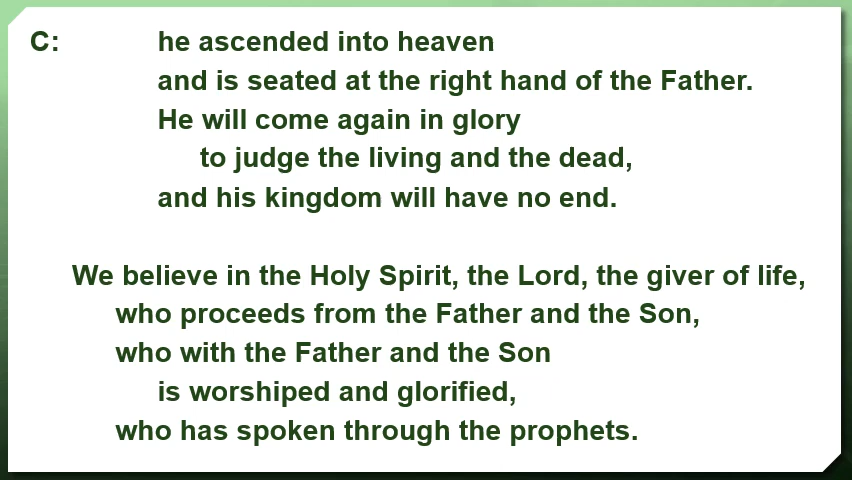 C: he ascended into heaven
and is seated at the right hand of the Father.
He will come again in glory
to judge the living and the dead,
and his kingdom will have no end.
We believe in the Holy Spirit, the Lord, the giver of life,
who proceeds from the Father and the Son,
who with the Father and the Son
is worshiped and glorified,
who has spoken through the prophets.